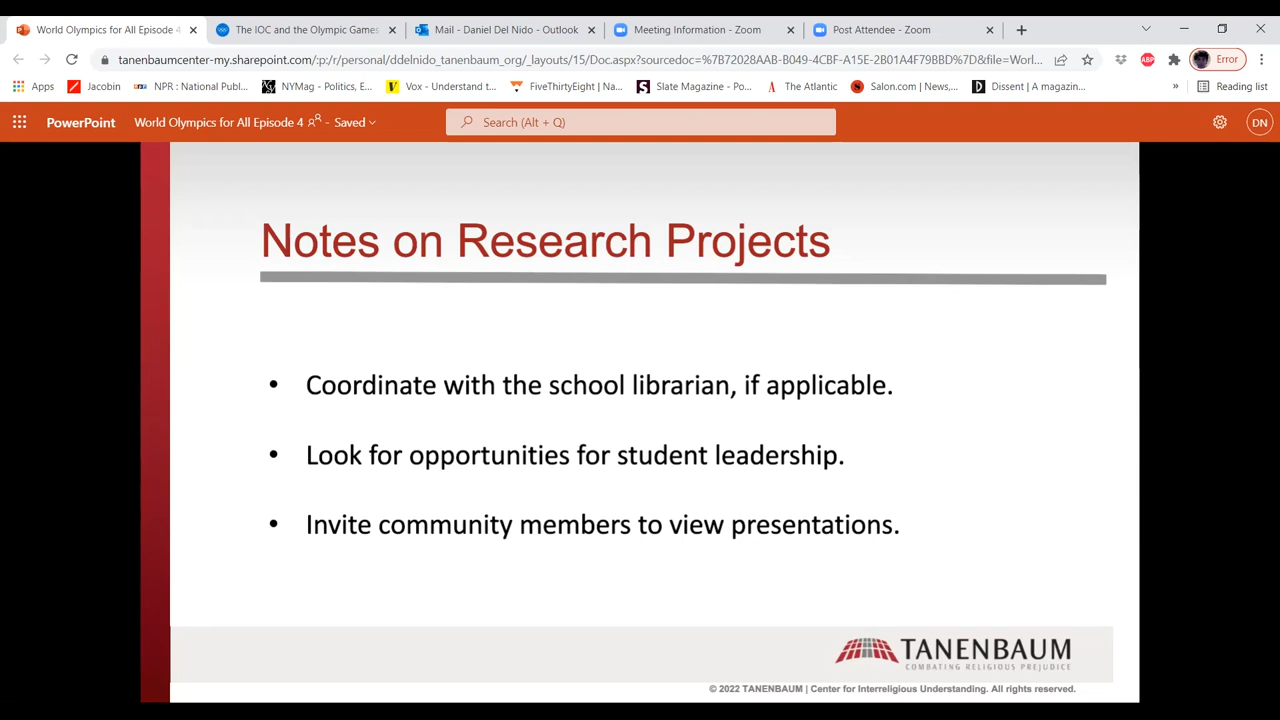 World Olympics for All Episode 4
The IOC and the Olympic Games
Mail - Daniel Del Nido - Outlook
Meeting Information - Zoom
Post Attendee - Zoom
tanenbaumcenter-my.sharepoint.com/:p:/r/personal/ddelnido_tanenbaum_org/_layouts/15/Doc.aspx?sourcedoc=%7B72028AAD-B049-4CBF-A15E-2B01A4F79BBD%7D&file=Worl...
Error
Apps
Jacobin
NPR : National Publ...
NYMag - Politics, E...
Vox - Understand t...
FiveThirtyEight | Na...
Slate Magazine - Po...
The Atlantic
Salon.com | News,...
Dissent | A magazin...
Reading list
PowerPoint
World Olympics for All Episode 4 - Saved
Search (Alt + Q)
DN
Notes on Research Projects
• Coordinate with the school librarian, if applicable.
• Look for opportunities for student leadership.
• Invite community members to view presentations.
TANENBAUM
COMBATING RELIGIOUS PREJUDICE
© 2022 TANENBAUM | Center for Interreligious Understanding. All rights reserved.